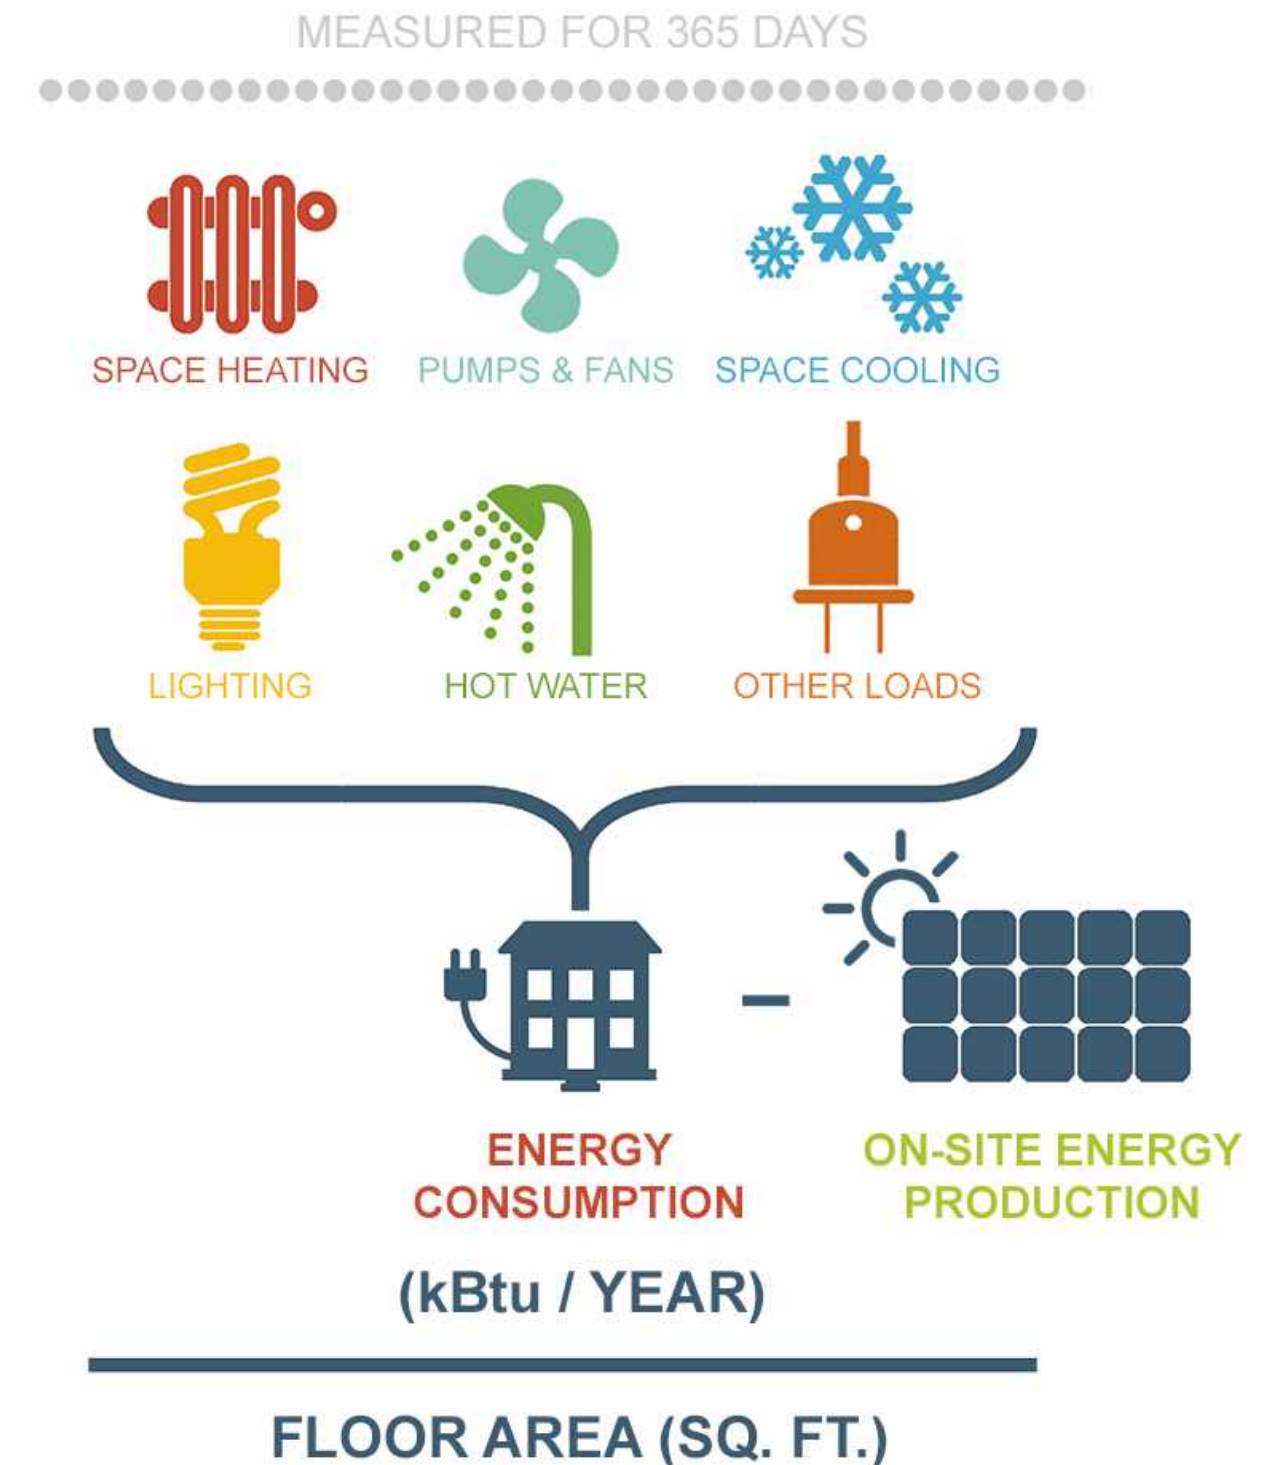 MEASURED FOR 365 DAYS
SPACE HEATING
PUMPS & FANS
SPACE COOLING
LIGHTING
HOT WATER
OTHER LOADS
–
ENERGY
CONSUMPTION
ON-SITE ENERGY
PRODUCTION
(kBtu / YEAR)
FLOOR AREA (SQ. FT.)